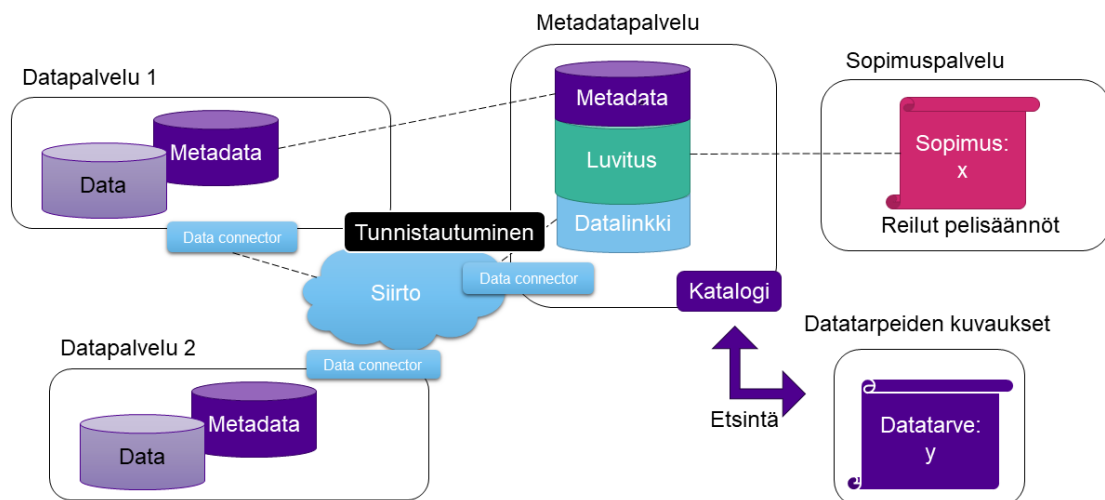 Metadatapalvelu
Datapalvelu 1
Sopimuspalvelu
Metadata
Metadata
Data
Luvitus
Sopimus:
x
Datalinkki
Reilut pelisäännöt
Tunnistautuminen
Data connector
Data connector
Siirto
Katalogi
Datatarpeiden kuvaukset
Datapalvelu 2
Data connector
Etsintä
Metadata
Data
Datatarve:
y